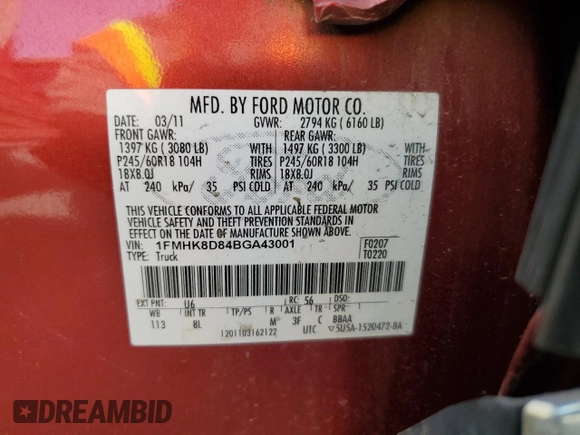 MFD. BY FORD MOTOR CO.
DATE: 03/11 GVWR: 2794 KG ( 6160 LB)
FRONT GAWR: REAR GAWR:
1397 KG ( 3080 LB) WITH 1497 KG ( 3300 LB) WITH
P245/60R18 104H TIRES P245/60R18 104H TIRES
18X8.0J RIMS 18X8.0J RIMS
AT 240 kPa/ 35 PSI COLD AT 240 kPa/ 35 PSI COLD
THIS VEHICLE CONFORMS TO ALL APPLICABLE FEDERAL MOTOR
VEHICLE SAFETY AND THEFT PREVENTION STANDARDS IN
EFFECT ON THE DATE OF MANUFACTURE SHOWN ABOVE.
VIN: 1FMHK8D84BGA43001 F0207
TYPE: Truck T0220
EXT PNT: U6 RC: 56 DSO:
WB INT TR TP/PS R AXLE TR SPR
113 8L M 3F C BBAA
1201103162122 UTC ▽5U5A-1520472-BA
DREAMBID